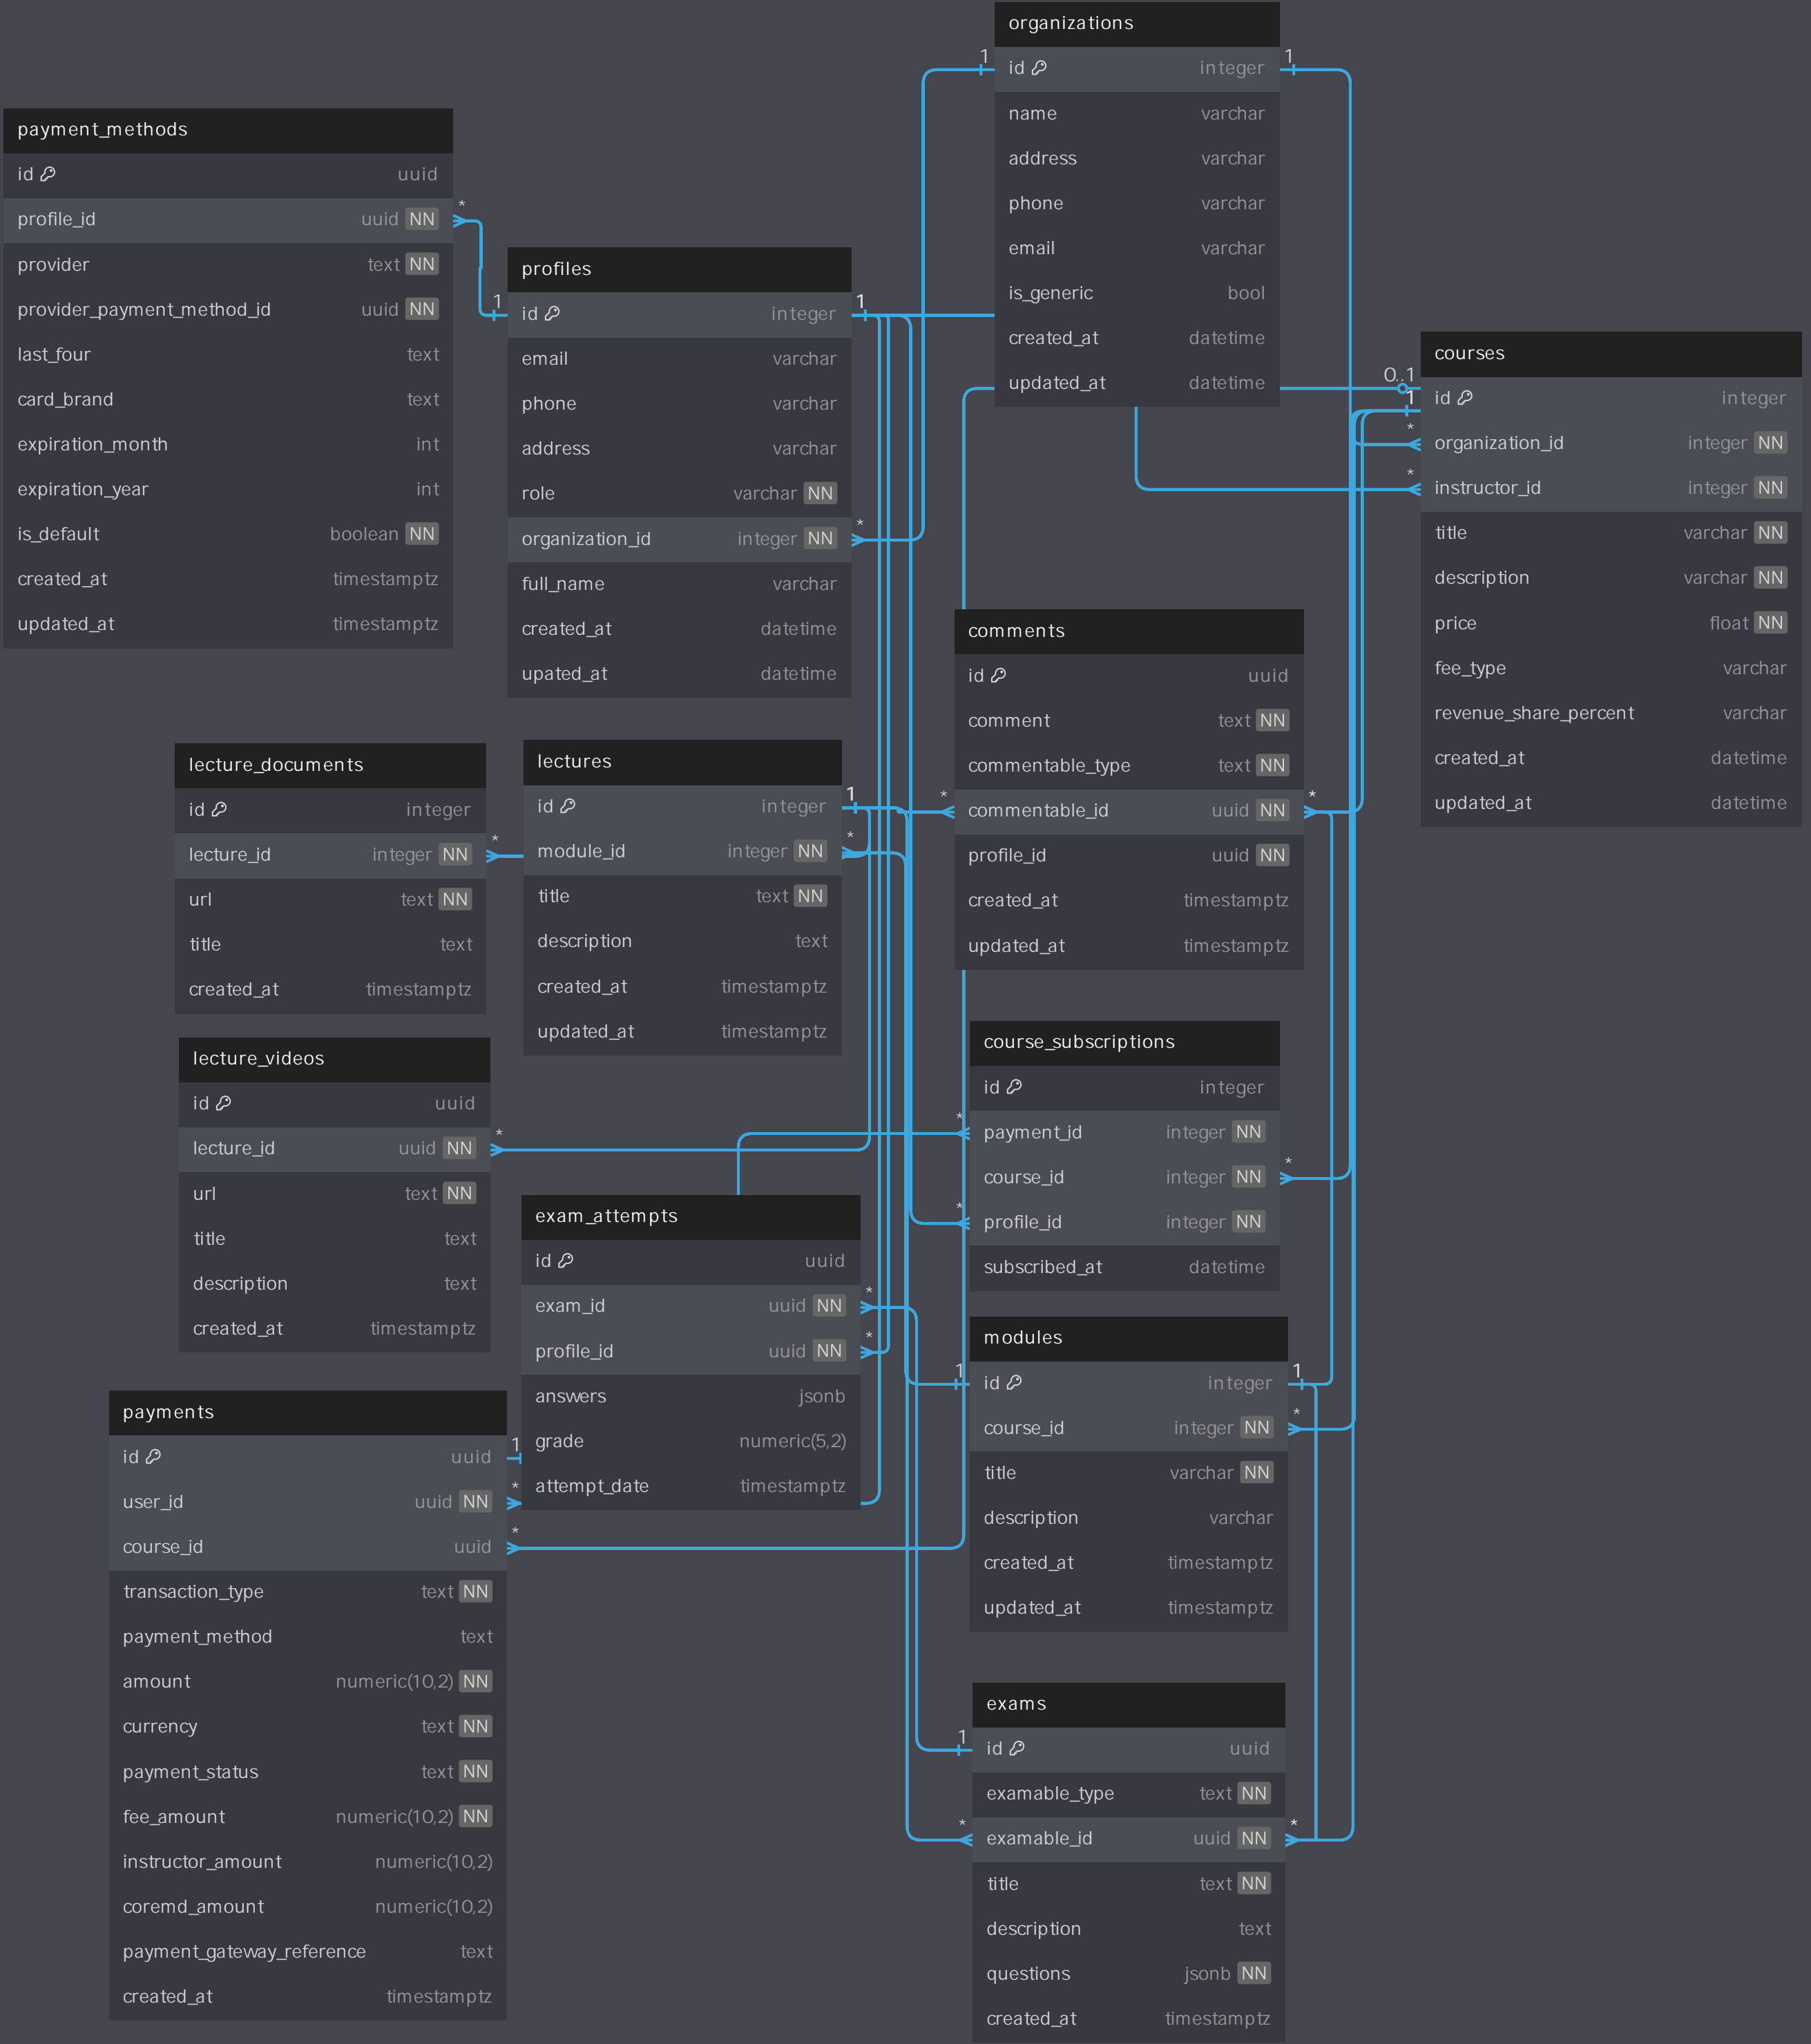 organizations
1
1
id integer
name varchar
address varchar
phone varchar
email varchar
is_generic bool
created_at datetime
updated_at datetime
payment_methods
id uuid
*
profile_id uuid NN
provider text NN
provider_payment_method_id uuid NN
last_four text
card_brand text
expiration_month int
expiration_year int
is_default boolean NN
created_at timestamptz
updated_at timestamptz
profiles
1
1
id integer
email varchar
phone varchar
address varchar
role varchar NN
*
organization_id integer NN
full_name varchar
created_at datetime
upated_at datetime
courses
0..1
id integer
1
*
organization_id integer NN
*
instructor_id integer NN
title varchar NN
description varchar NN
price float NN
fee_type varchar
revenue_share_percent varchar
created_at datetime
updated_at datetime
comments
id uuid
comment text NN
commentable_type text NN
*
*
commentable_id uuid NN
profile_id uuid NN
created_at timestamptz
updated_at timestamptz
lecture_documents
id integer
*
lecture_id integer NN
url text NN
title text
created_at timestamptz
lectures
1
id integer
*
module_id integer NN
title text NN
description text
created_at timestamptz
updated_at timestamptz
lecture_videos
id uuid
*
lecture_id uuid NN
url text NN
title text
description text
created_at timestamptz
course_subscriptions
id integer
*
payment_id integer NN
*
course_id integer NN
*
profile_id integer NN
subscribed_at datetime
exam_attempts
id uuid
*
exam_id uuid NN
*
profile_id uuid NN
answers jsonb
grade numeric(5,2)
attempt_date timestamptz
modules
1
1
id integer
*
course_id integer NN
title varchar NN
description varchar
created_at timestamptz
updated_at timestamptz
payments
1
id uuid
*
user_id uuid NN
*
course_id uuid
transaction_type text NN
payment_method text
amount numeric(10,2) NN
currency text NN
payment_status text NN
fee_amount numeric(10,2) NN
instructor_amount numeric(10,2)
coremd_amount numeric(10,2)
payment_gateway_reference text
created_at timestamptz
exams
1
id uuid
examable_type text NN
*
*
examable_id uuid NN
title text NN
description text
questions jsonb NN
created_at timestamptz